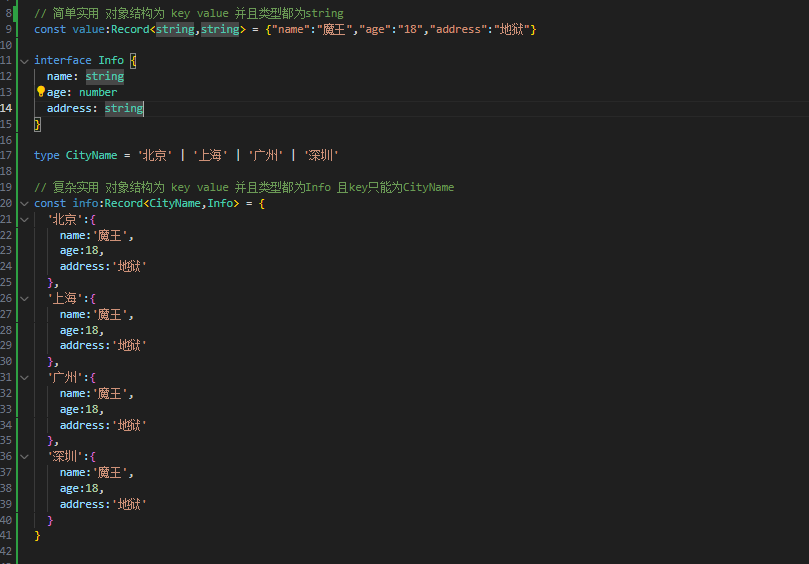 8 // 简单实用 对象结构为 key value 并且类型都为string
9 const value:Record<string,string> = {"name":"魔王","age":"18","address":"地狱"}
10
11 interface Info {
12 name: string
13 age: number
14 address: string
15 }
16
17 type CityName = '北京' | '上海' | '广州' | '深圳'
18
19 // 复杂实用 对象结构为 key value 并且类型都为Info 且key只能为CityName
20 const info:Record<CityName,Info> = {
21 '北京':{
22 name:'魔王',
23 age:18,
24 address:'地狱'
25 },
26 '上海':{
27 name:'魔王',
28 age:18,
29 address:'地狱'
30 },
31 '广州':{
32 name:'魔王',
33 age:18,
34 address:'地狱'
35 },
36 '深圳':{
37 name:'魔王',
38 age:18,
39 address:'地狱'
40 }
41 }
42